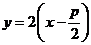 y = 2(x - p/2)